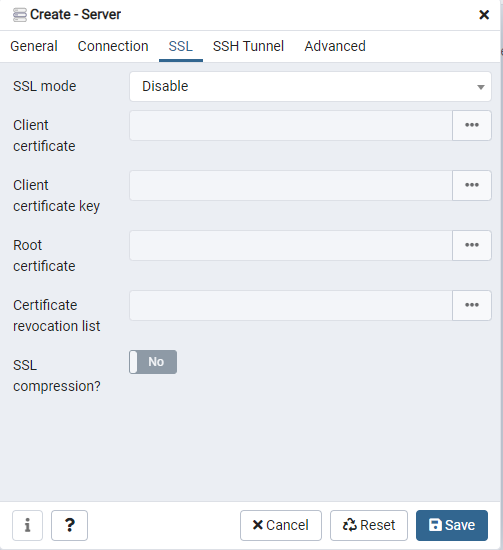 Create - Server
General Connection SSL SSH Tunnel Advanced
SSL mode Disable
Client
certificate
Client
certificate key
Root
certificate
Certificate
revocation list
SSL No
compression?
Cancel Reset Save